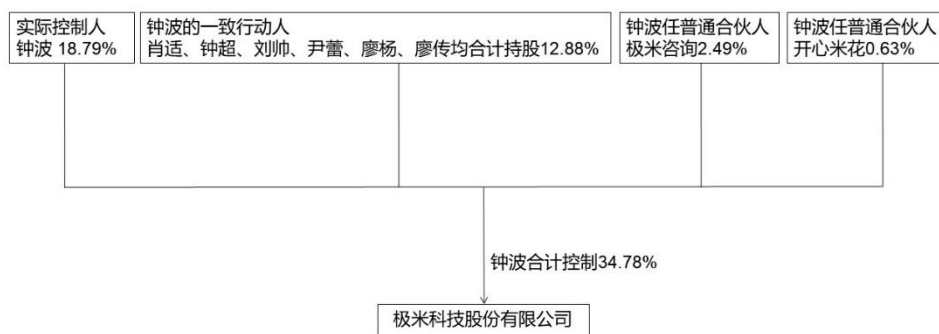 实际控制人
钟波 18.79%
钟波的一致行动人
肖适、钟超、刘帅、尹蕾、廖杨、廖传均合计持股12.88%
钟波任普通合伙人
极米咨询2.49%
钟波任普通合伙人
开心米花0.63%
钟波合计控制34.78%
极米科技股份有限公司